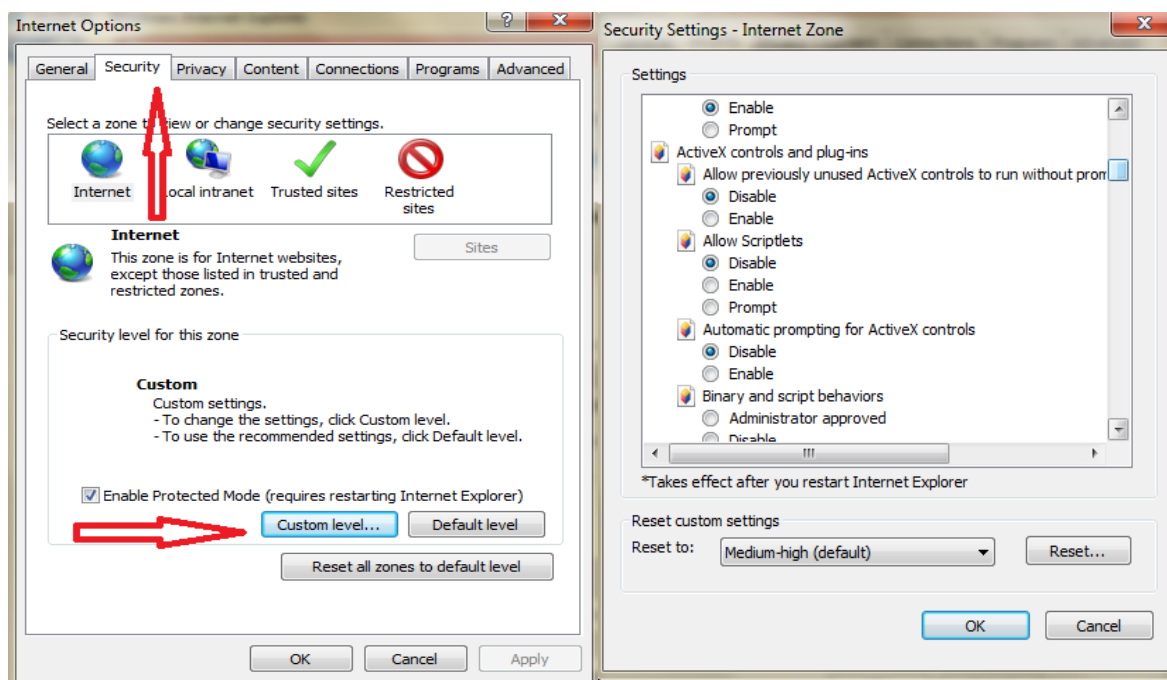 Internet Options
General Security Privacy Content Connections Programs Advanced
Select a zone to view or change security settings.
Internet
Local intranet
Trusted sites
Restricted
sites
Internet
This zone is for Internet websites,
except those listed in trusted and
restricted zones.
Sites
Security level for this zone
Custom
Custom settings.
- To change the settings, click Custom level.
- To use the recommended settings, click Default level.
Enable Protected Mode (requires restarting Internet Explorer)
Custom level...
Default level
Reset all zones to default level
OK
Cancel
Apply
Security Settings - Internet Zone
Settings
Enable
Prompt
ActiveX controls and plug-ins
Allow previously unused ActiveX controls to run without prom
Disable
Enable
Allow Scriptlets
Disable
Enable
Prompt
Automatic prompting for ActiveX controls
Disable
Enable
Binary and script behaviors
Administrator approved
Disable
*Takes effect after you restart Internet Explorer
Reset custom settings
Reset to:
Medium-high (default)
Reset...
OK
Cancel